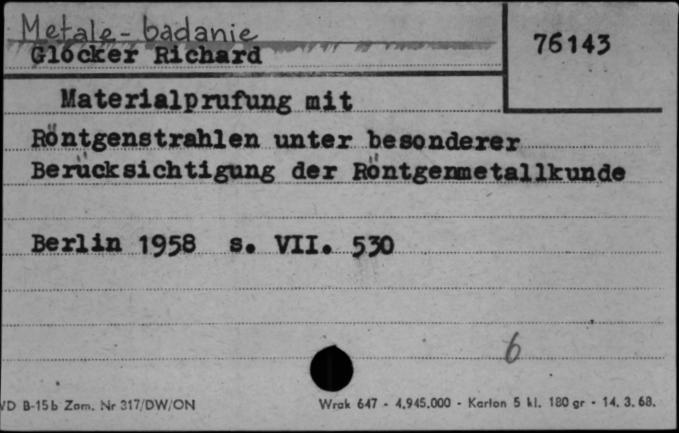 Metale - badanie
76143
Glocker Richard
Materialprufung mit
Röntgenstrahlen unter besonderer
Berücksichtigung der Röntgenmetallkunde
Berlin 1958 s. VII. 530
6
VD B-15b Zam. Nr 317/DW/ON
Wrak 647 - 4.945.000 - Karton 5 kl. 180 gr - 14. 3. 68.